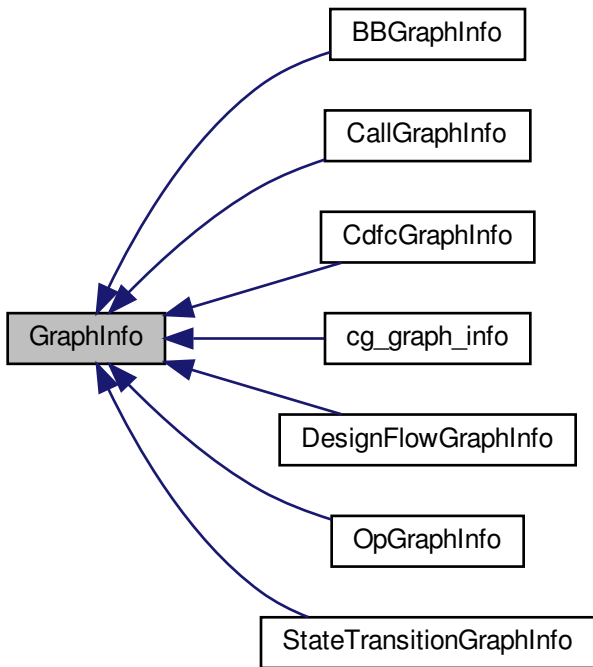 BBGraphInfo
CallGraphInfo
CdfcGraphInfo
GraphInfo
cg_graph_info
DesignFlowGraphInfo
OpGraphInfo
StateTransitionGraphInfo